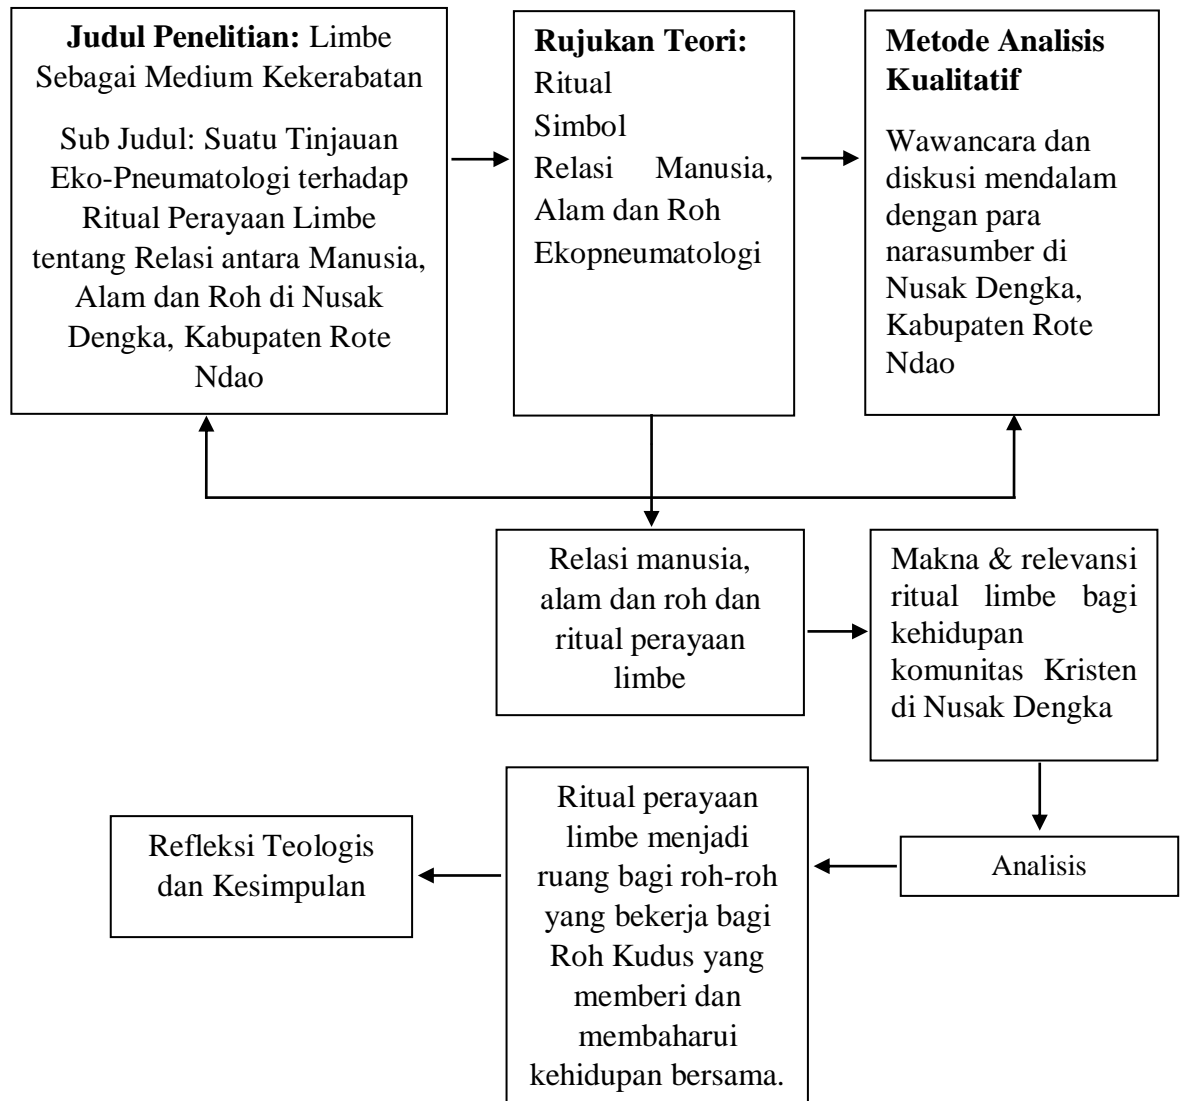 Judul Penelitian: Limbe
Sebagai Medium Kekerabatan
Sub Judul: Suatu Tinjauan
Eko-Pneumatologi terhadap
Ritual Perayaan Limbe
tentang Relasi antara Manusia,
Alam dan Roh di Nusak
Dengka, Kabupaten Rote
Ndao
Rujukan Teori:
Ritual
Simbol
Relasi Manusia,
Alam dan Roh
Ekopneumatologi
Metode Analisis
Kualitatif
Wawancara dan
diskusi mendalam
dengan para
narasumber di
Nusak Dengka,
Kabupaten Rote
Ndao
Relasi manusia,
alam dan roh dan
ritual perayaan
limbe
Makna & relevansi
ritual limbe bagi
kehidupan
komunitas Kristen
di Nusak Dengka
Analisis
Ritual perayaan
limbe menjadi
ruang bagi roh-roh
yang bekerja bagi
Roh Kudus yang
memberi dan
membaharui
kehidupan bersama.
Refleksi Teologis
dan Kesimpulan